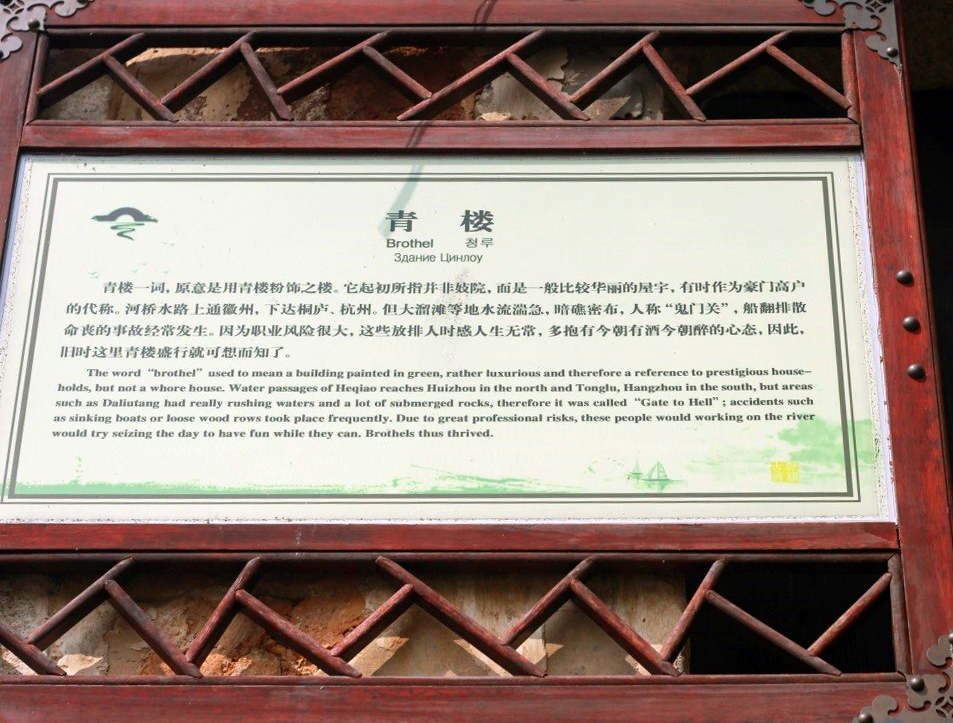 青 楼
Brothel 청루
Здание Цинлоу
青楼一词，原意是用青楼粉饰之楼。它起初所指并非妓院，而是一般比较华丽的屋宇，有时作为豪门高户
的代称。河桥水路上通徽州，下达桐庐、杭州。但大溜滩等地水流湍急，暗礁密布，人称“鬼门关”，船翻排散
命丧的事故经常发生。因为职业风险很大，这些放排人时感人生无常，多抱有今朝有酒今朝醉的心态，因此，
旧时这里青楼盛行就可想而知了。
The word “brothel” used to mean a building painted in green, rather luxurious and therefore a reference to prestigious house-
holds, but not a whore house. Water passages of Heqiao reaches Huizhou in the north and Tonglu, Hangzhou in the south, but areas
such as Daliutang had really rushing waters and a lot of submerged rocks, therefore it was called “Gate to Hell”; accidents such
as sinking boats or loose wood rows took place frequently. Due to great professional risks, these people would working on the river
would try seizing the day to have fun while they can. Brothels thus thrived.